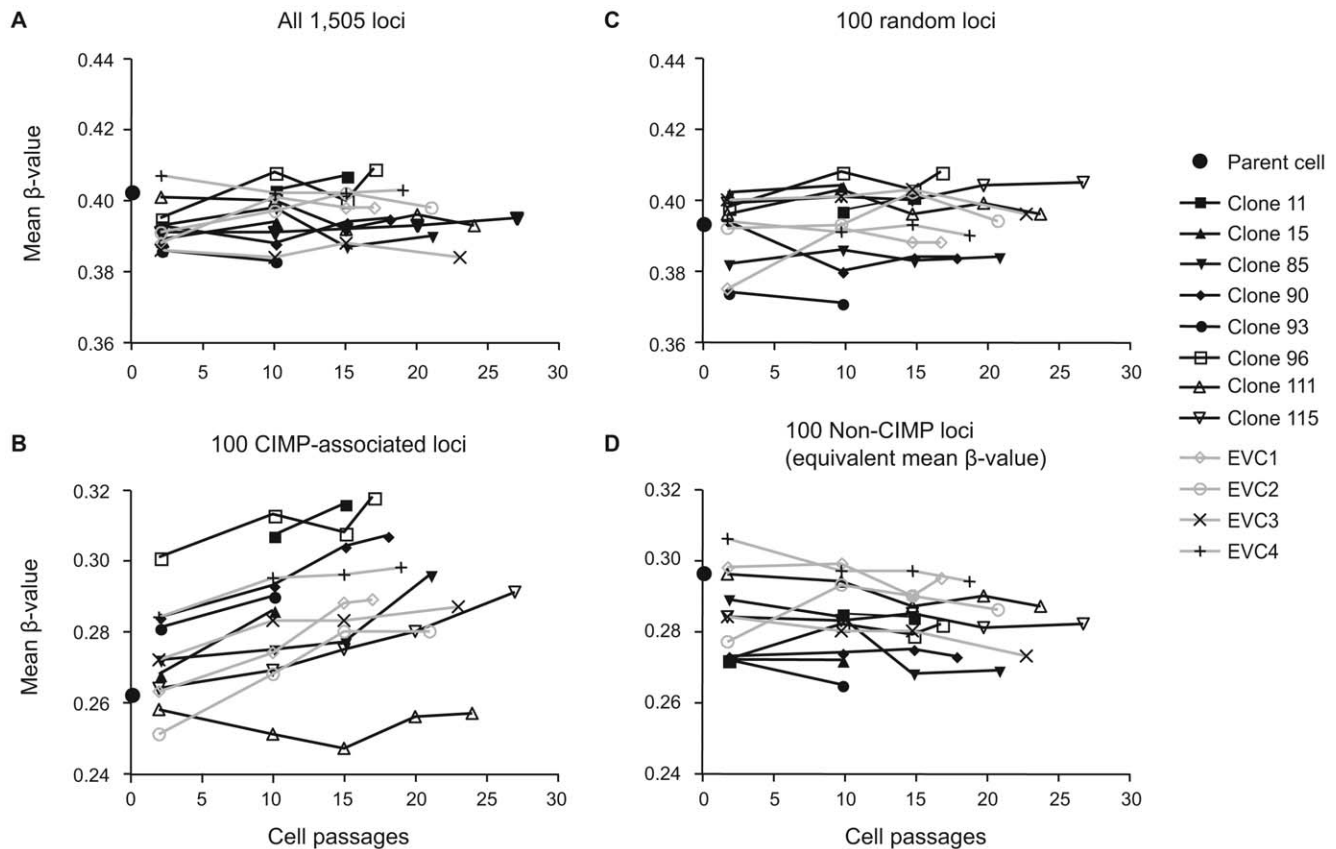 A
All 1,505 loci
Mean β-value
0.44
0.42
0.40
0.38
0.36
0 5 10 15 20 25 30
C
100 random loci
0.44
0.42
0.40
0.38
0.36
0 5 10 15 20 25 30
B
100 CIMP-associated loci
Mean β-value
0.32
0.30
0.28
0.26
0.24
0 5 10 15 20 25 30
Cell passages
D
100 Non-CIMP loci
(equivalent mean β-value)
0.32
0.30
0.28
0.26
0.24
0 5 10 15 20 25 30
Cell passages
Parent cell
Clone 11
Clone 15
Clone 85
Clone 90
Clone 93
Clone 96
Clone 111
Clone 115
EVC1
EVC2
EVC3
EVC4